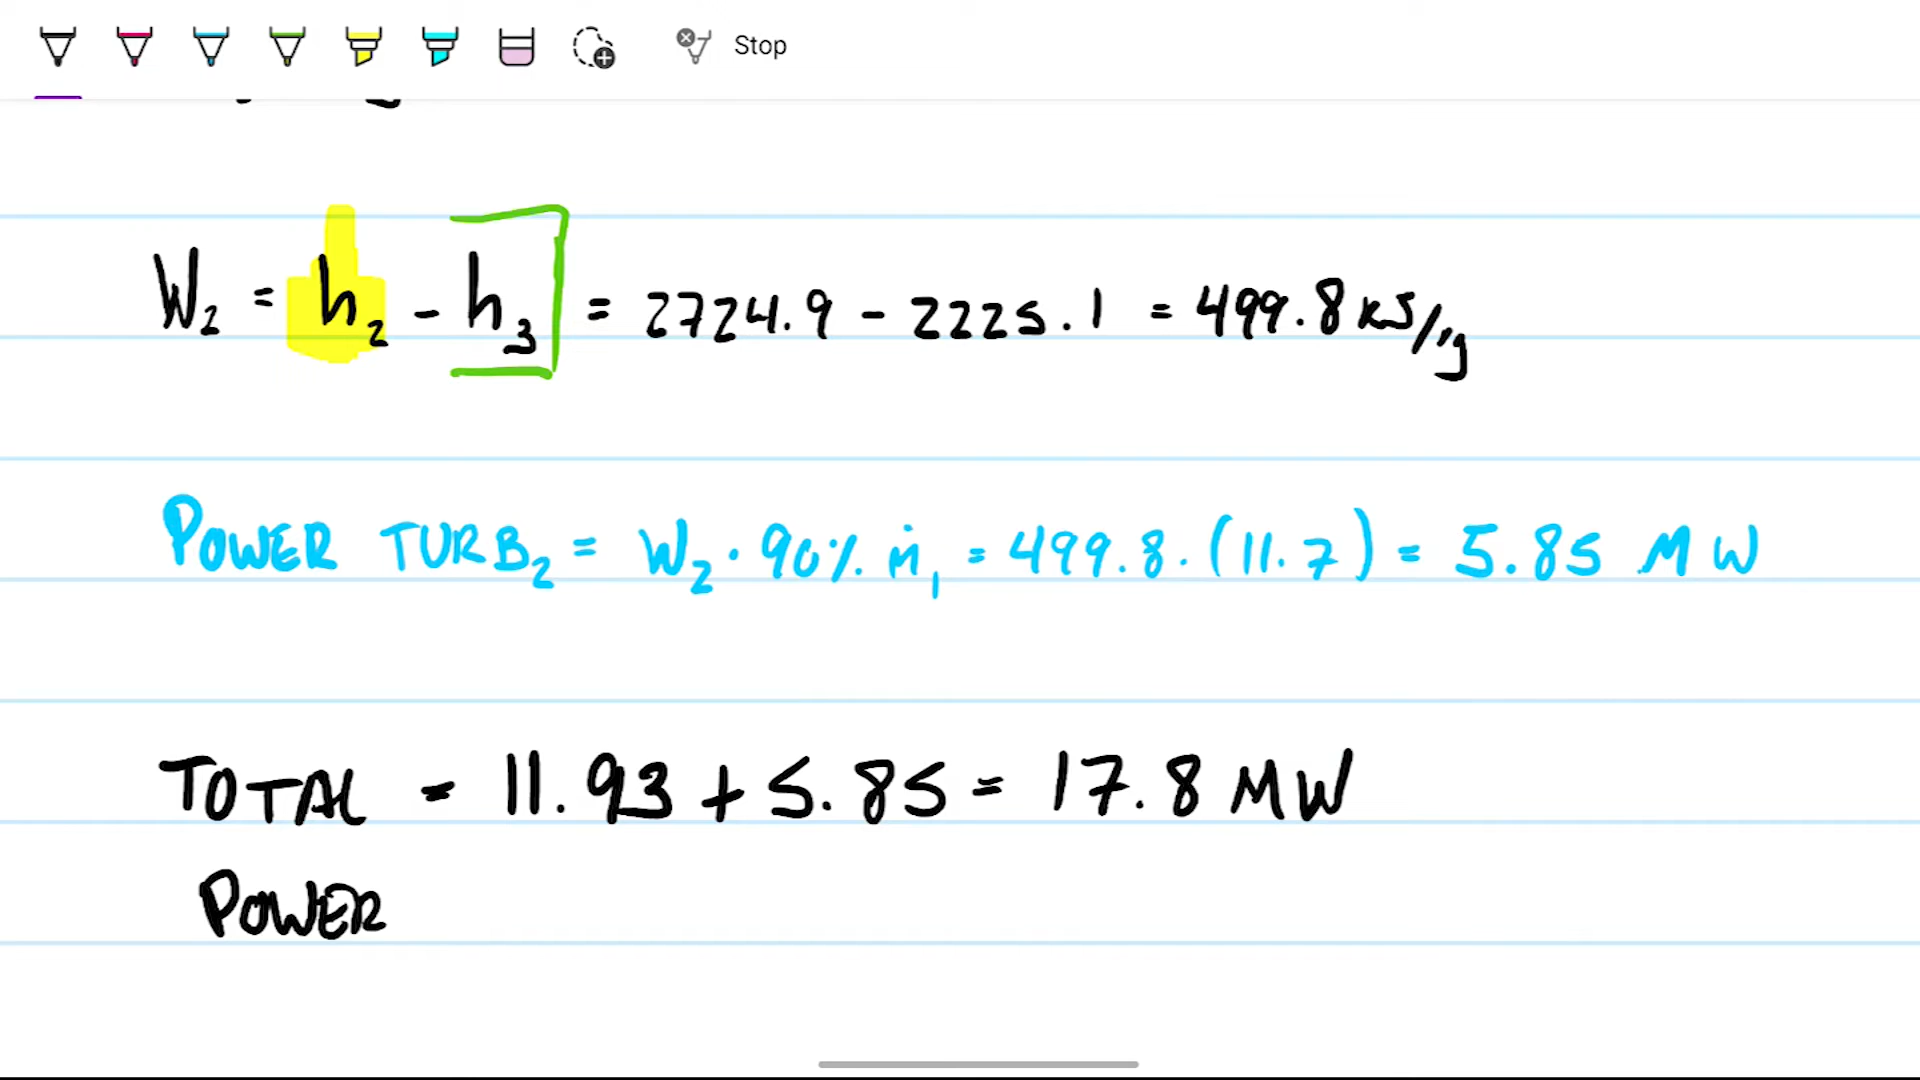 Stop
W₂ = h₂ - h₃ = 2724.9 - 2225.1 = 499.8 kJ/kg
POWER TURB₂ = W₂ · 90% ṁ₁ = 499.8 · (11.7) = 5.85 MW
TOTAL = 11.93 + 5.85 = 17.8 MW
POWER